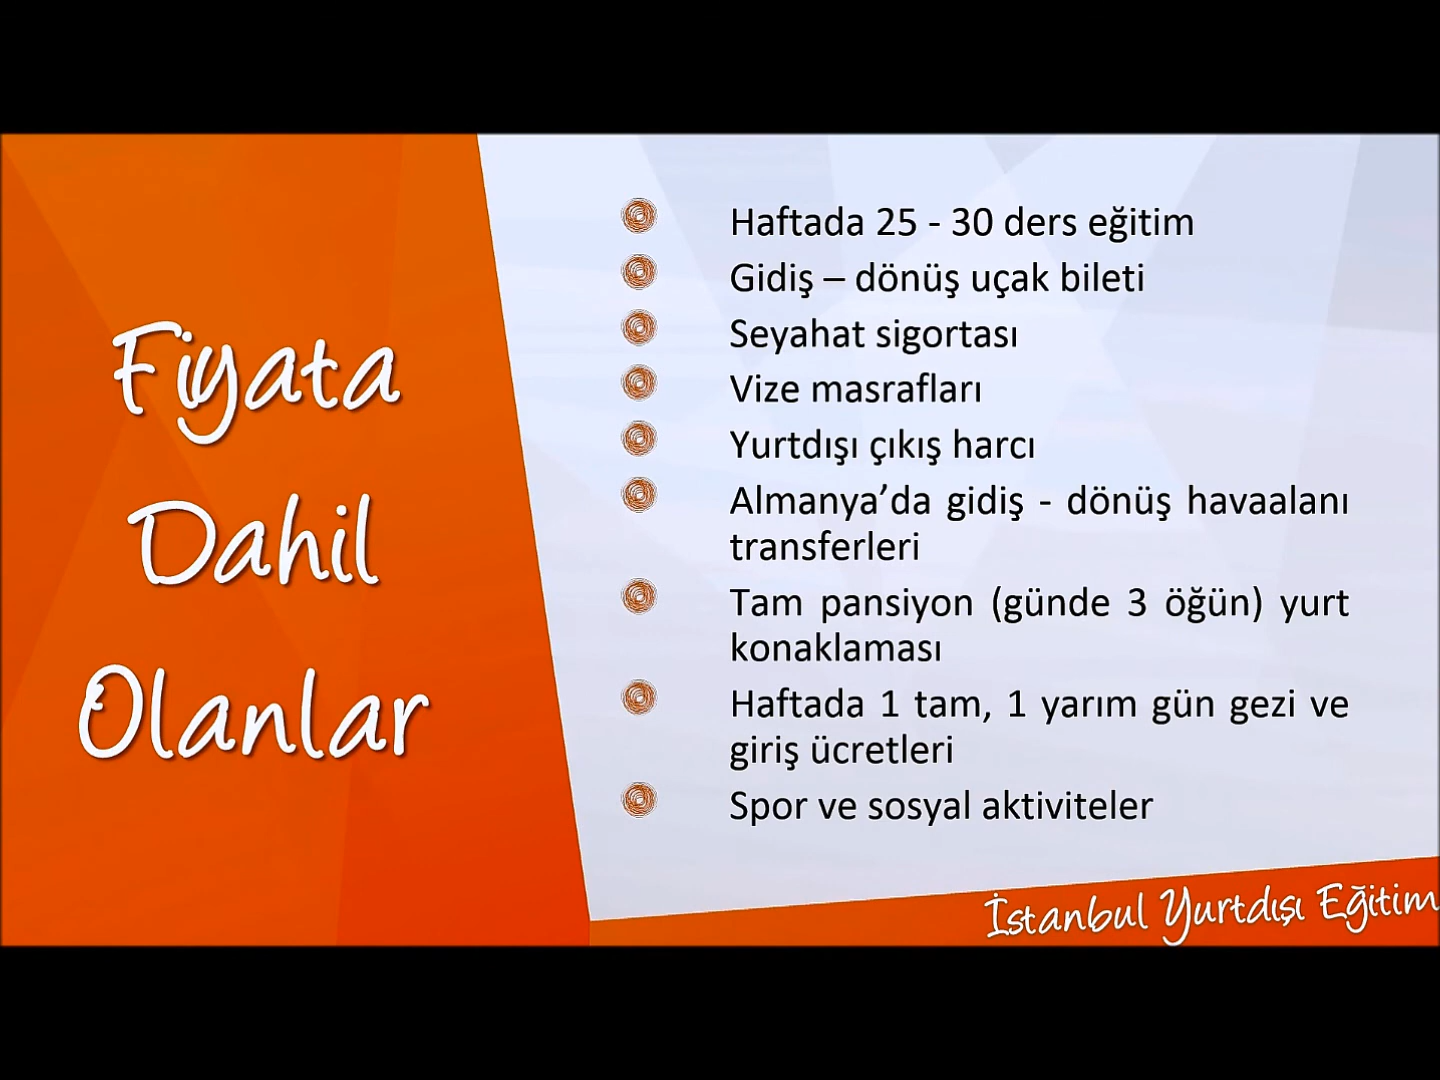 Fiyata
Dahil
Olanlar
Haftada 25 - 30 ders eğitim
Gidiş – dönüş uçak bileti
Seyahat sigortası
Vize masrafları
Yurtdışı çıkış harcı
Almanya’da gidiş - dönüş havaalanı
transferleri
Tam pansiyon (günde 3 öğün) yurt
konaklaması
Haftada 1 tam, 1 yarım gün gezi ve
giriş ücretleri
Spor ve sosyal aktiviteler
İstanbul Yurtdışı Eğitim